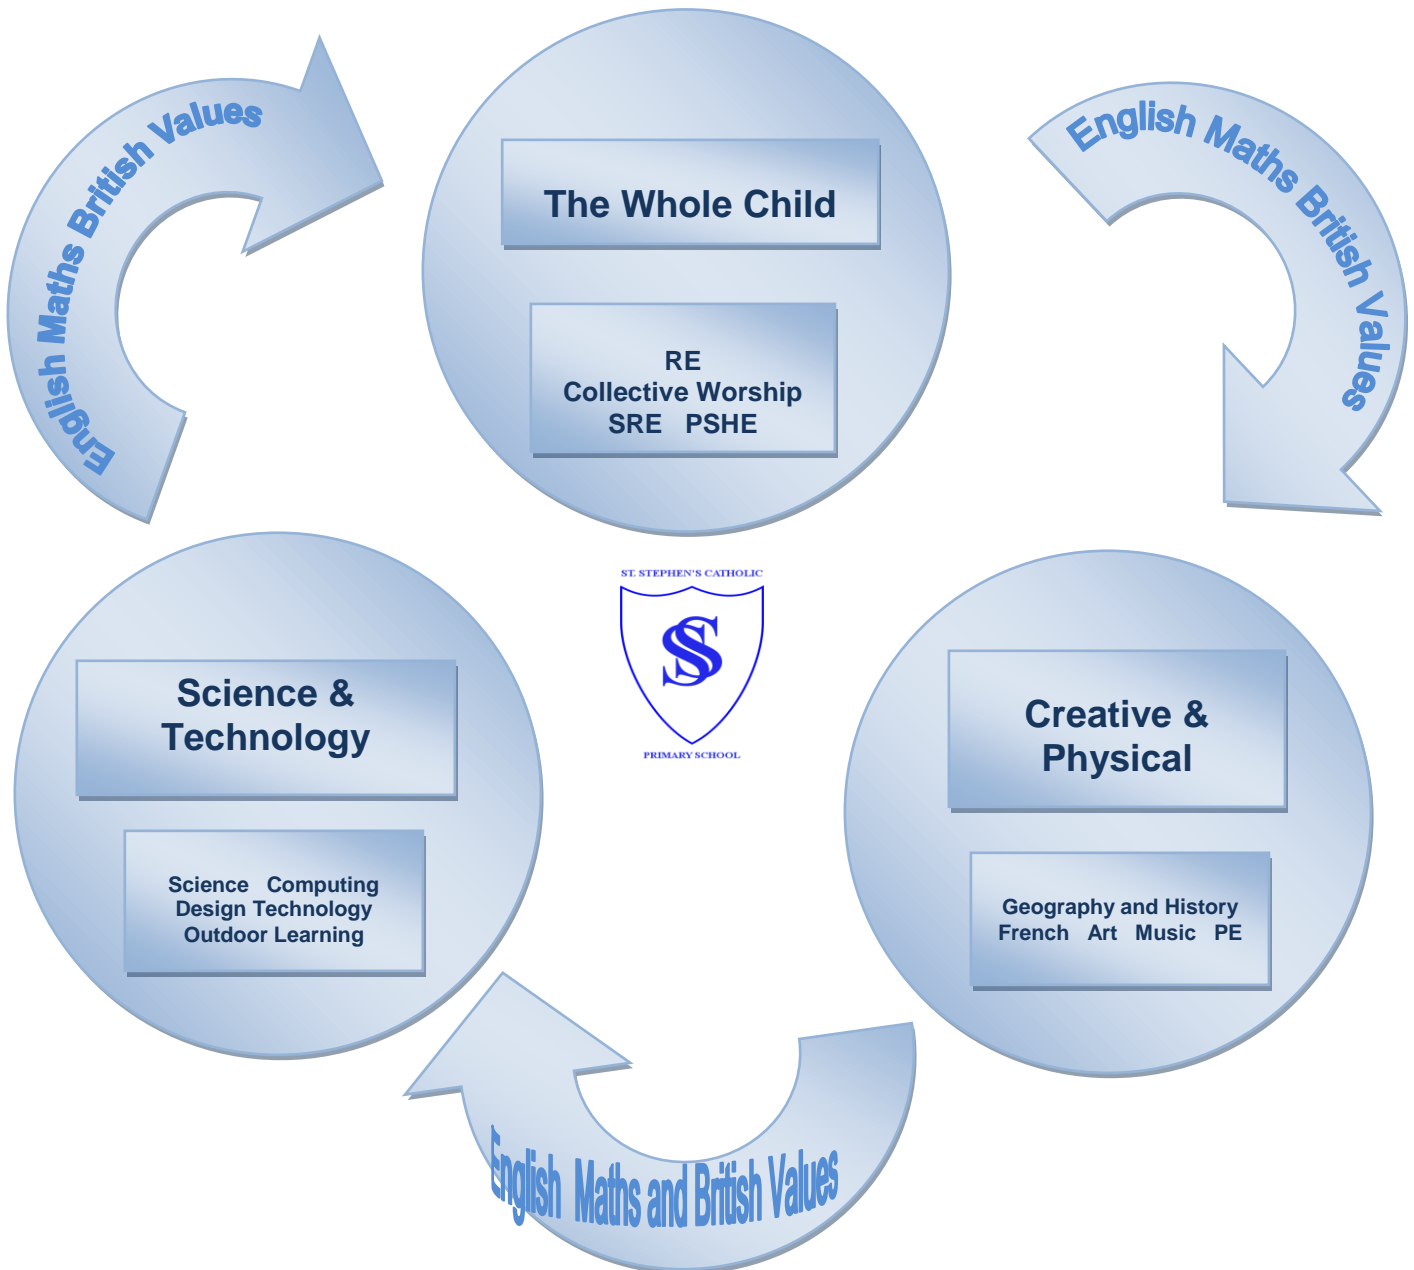 English Maths British Values
The Whole Child
RE
Collective Worship
SRE PSHE
English Maths British Values
ST. STEPHEN'S CATHOLIC
SS
PRIMARY SCHOOL
Science &
Technology
Science Computing
Design Technology
Outdoor Learning
Creative &
Physical
Geography and History
French Art Music PE
English Maths and British Values